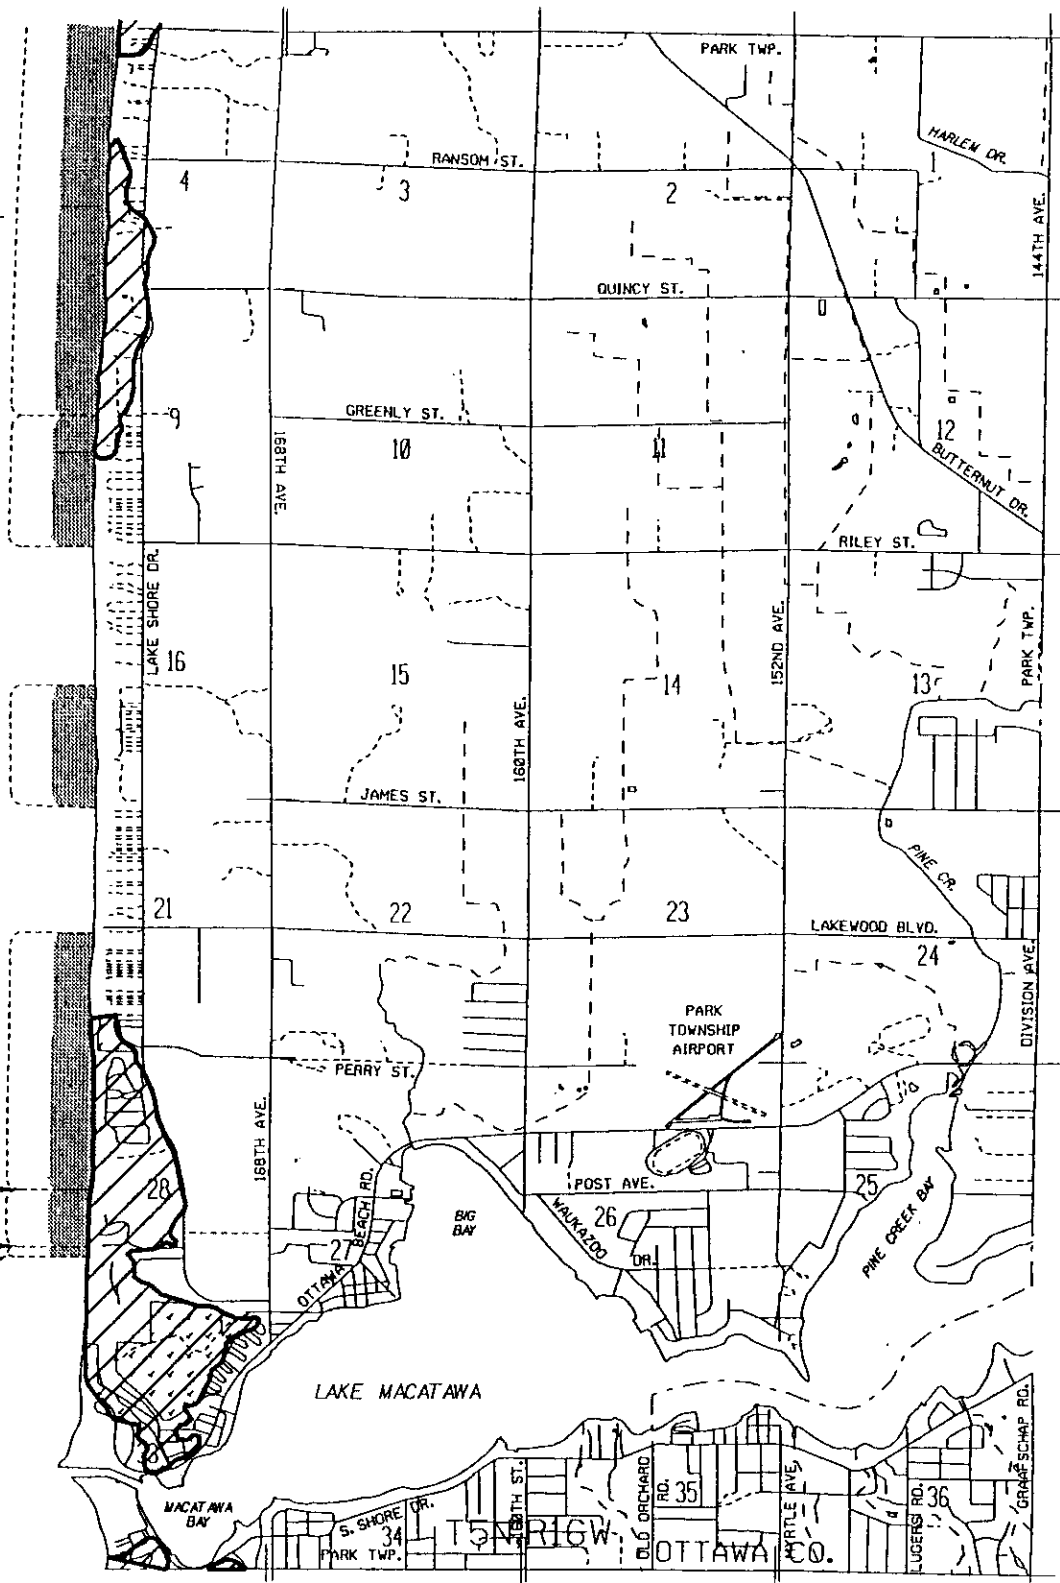 PARK TWP.
HARLEM DR.
RANSOM ST.
4
3
2
1
144TH AVE.
QUINCY ST.
GREENLY ST.
9
10
11
12
168TH AVE.
BUTTERNUT DR.
RILEY ST.
LAKE SHORE DR.
152ND AVE.
PARK TWP.
16
15
14
13
160TH AVE.
JAMES ST.
PINE CR.
21
22
23
LAKEWOOD BLVD.
24
PARK
TOWNSHIP
AIRPORT
DIVISION AVE.
PERRY ST.
168TH AVE.
28
BEACH RD.
OTTAWA
27
BIG
BAY
POST AVE.
WAUKAZOO
DR.
26
25
PINE CREEK BAY
LAKE MACATAWA
MACATAWA
BAY
S. SHORE DR.
34
PARK TWP.
160TH ST.
T5N-R16W
OLD ORCHARD
RD.
35
MYRTLE AVE.
LUGERS RD.
36
GRAAFSCHAP RD.
OTTAWA CO.